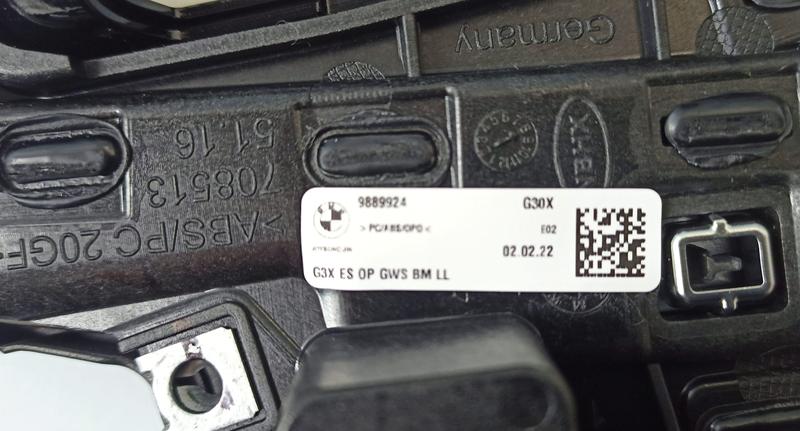 Germany
51.16
708513
>ABS/PC 20GF
9889924
G30X
> PC/ABS/OPO <
E02
02.02.22
G3X ES OP GWS BM LL